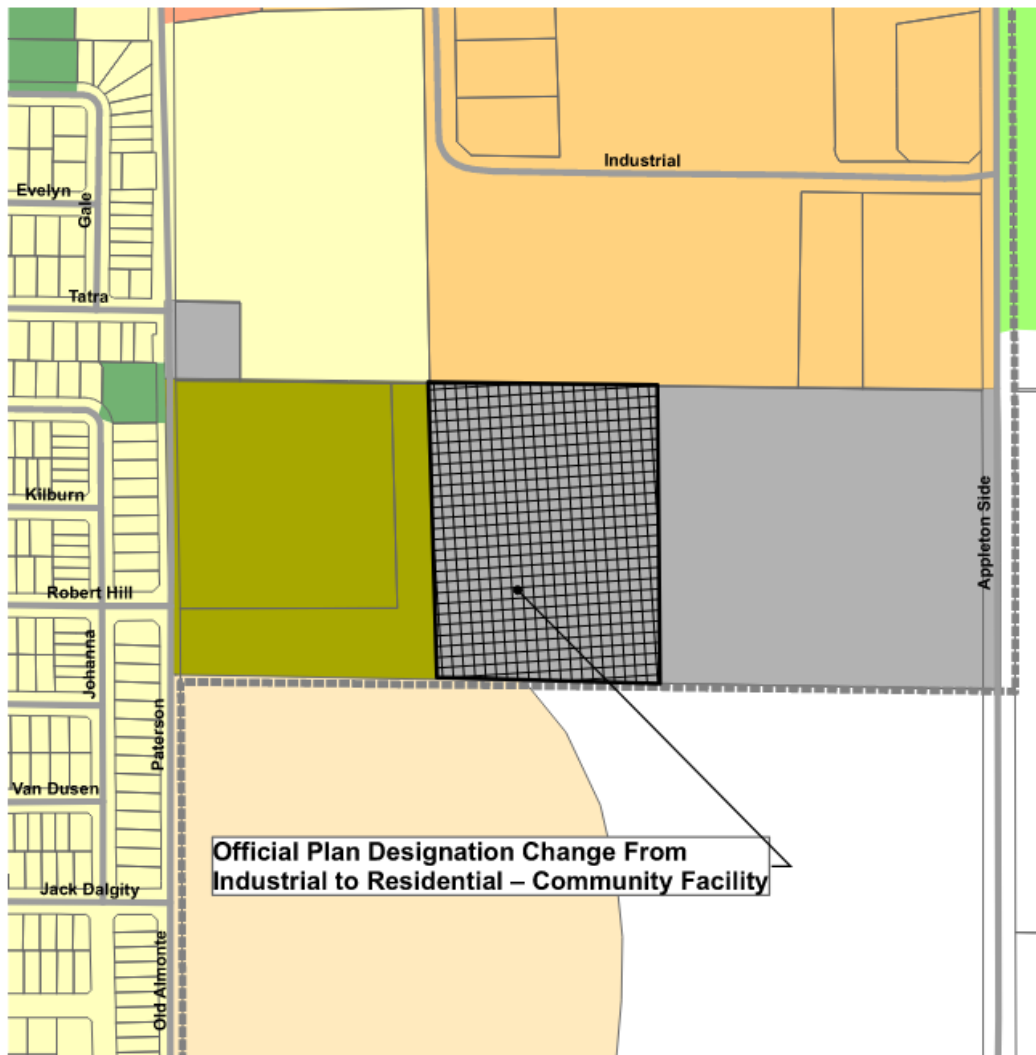 Industrial
Evelyn
Gale
Tatra
Kilburn
Appleton Side
Robert Hill
Johanna
Paterson
Van Dusen
Official Plan Designation Change From
Industrial to Residential – Community Facility
Jack Dalgity
Old Almonte